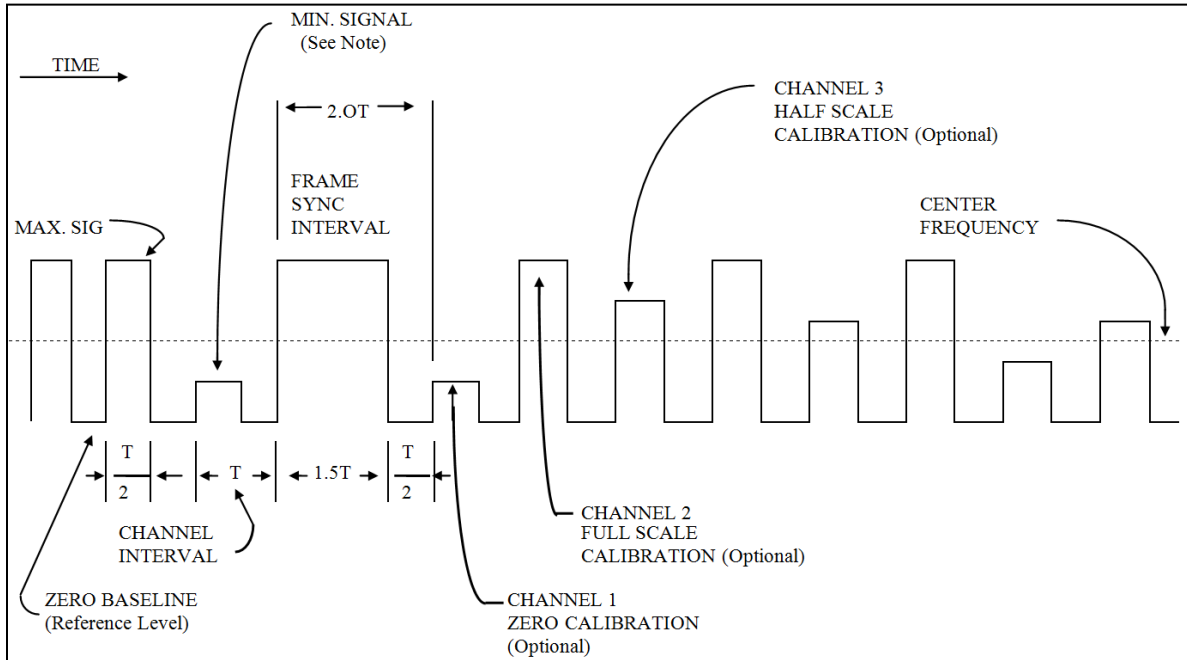 MIN. SIGNAL
(See Note)
TIME
2.OT
CHANNEL 3
HALF SCALE
CALIBRATION (Optional)
FRAME
SYNC
INTERVAL
MAX. SIG
CENTER
FREQUENCY
T
2
T
1.5T
T
2
CHANNEL
INTERVAL
CHANNEL 2
FULL SCALE
CALIBRATION (Optional)
ZERO BASELINE
(Reference Level)
CHANNEL 1
ZERO CALIBRATION
(Optional)